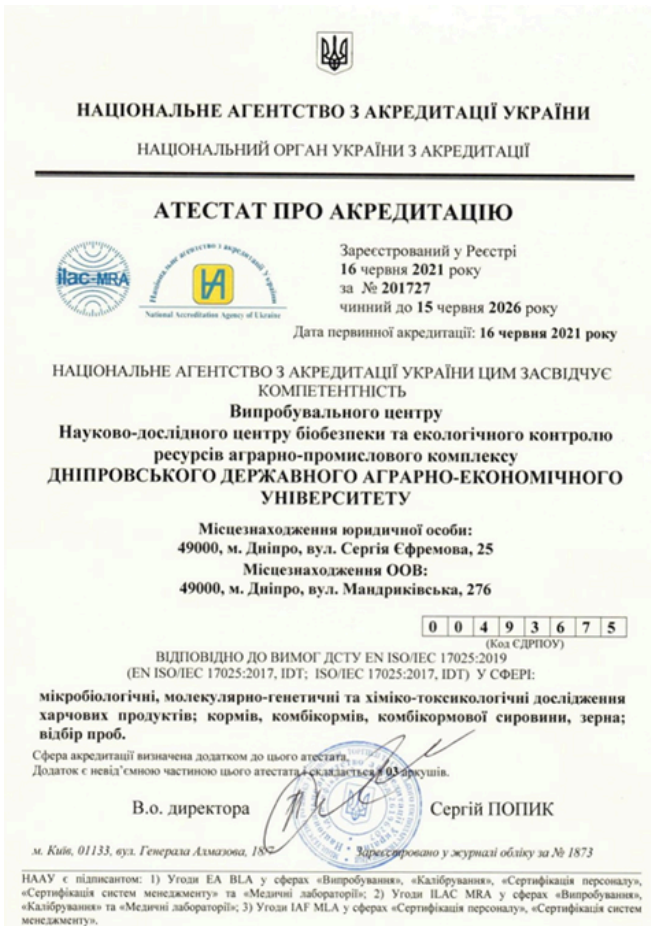 НАЦІОНАЛЬНЕ АГЕНТСТВО З АКРЕДИТАЦІЇ УКРАЇНИ
НАЦІОНАЛЬНИЙ ОРГАН УКРАЇНИ З АКРЕДИТАЦІЇ
АТЕСТАТ ПРО АКРЕДИТАЦІЮ
ilac-MRA
Національне агентство з акредитації України
National Accreditation Agency of Ukraine
Зареєстрований у Реєстрі
16 червня 2021 року
за № 201727
чинний до 15 червня 2026 року
Дата первинної акредитації: 16 червня 2021 року
НАЦІОНАЛЬНЕ АГЕНТСТВО З АКРЕДИТАЦІЇ УКРАЇНИ ЦИМ ЗАСВІДЧУЄ
КОМПЕТЕНТНІСТЬ
Випробувального центру
Науково-дослідного центру біобезпеки та екологічного контролю
ресурсів аграрно-промислового комплексу
ДНІПРОВСЬКОГО ДЕРЖАВНОГО АГРАРНО-ЕКОНОМІЧНОГО
УНІВЕРСИТЕТУ
Місцезнаходження юридичної особи:
49000, м. Дніпро, вул. Сергія Єфремова, 25
Місцезнаходження ООВ:
49000, м. Дніпро, вул. Мандриківська, 276
0 0 4 9 3 6 7 5
(Код ЄДРПОУ)
ВІДПОВІДНО ДО ВИМОГ ДСТУ EN ISO/IEC 17025:2019
(EN ISO/IEC 17025:2017, IDT; ISO/IEC 17025:2017, IDT) У СФЕРІ:
мікробіологічні, молекулярно-генетичні та хіміко-токсикологічні дослідження
харчових продуктів; кормів, комбікормів, комбікормової сировини, зерна;
відбір проб.
Сфера акредитації визначена додатком до цього атестата.
Додаток є невід'ємною частиною цього атестата і складається з 03 аркушів.
В.о. директора
Сергій ПОПИК
м. Київ, 01133, вул. Генерала Алмазова,
Зареєстровано у журналі обліку за № 1873
НААУ є підписантом: 1) Угоди EA BLA у сферах «Випробування», «Калібрування», «Сертифікація персоналу»,
«Сертифікація систем менеджменту» та «Медичні лабораторії»; 2) Угоди ILAC MRA у сферах «Випробування»,
«Калібрування» та «Медичні лабораторії»; 3) Угоди IAF MLA у сферах «Сертифікація персоналу», «Сертифікація систем
менеджменту».